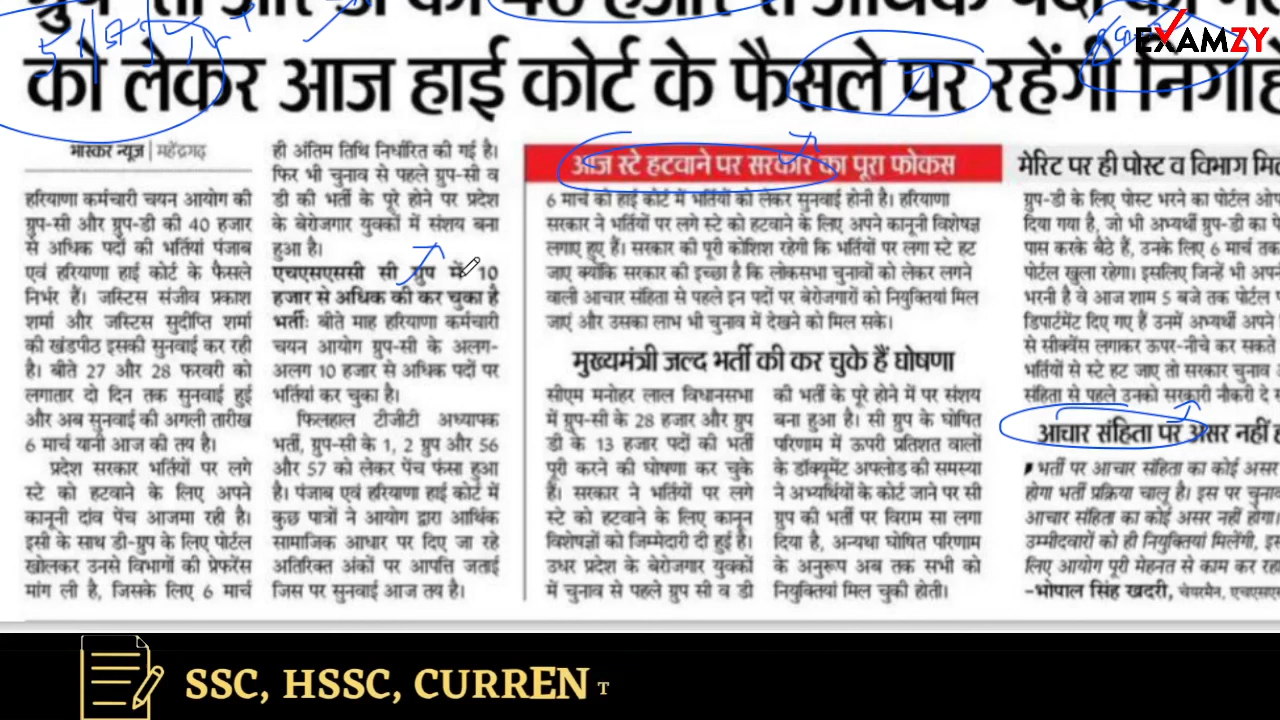 ग्रुप सी और डी की 40 हजार से अधिक पदों की
EXAMZY
को लेकर आज हाई कोर्ट के फैसले पर रहेंगी निगाहें
भास्कर न्यूज | महेंद्रगढ़
हरियाणा कर्मचारी चयन आयोग की
ग्रुप-सी और ग्रुप-डी की 40 हजार
से अधिक पदों की भर्तियां पंजाब
एवं हरियाणा हाई कोर्ट के फैसले
निर्भर हैं। जस्टिस संजीव प्रकाश
शर्मा और जस्टिस सुदीप्ति शर्मा
की खंडपीठ इसकी सुनवाई कर रही
है। बीते 27 और 28 फरवरी को
लगातार दो दिन तक सुनवाई हुई
और अब सुनवाई की अगली तारीख
6 मार्च यानी आज की तय है।
प्रदेश सरकार भर्तियों पर लगे
स्टे को हटवाने के लिए अपने
कानूनी दांव पेंच आजमा रही है।
इसी के साथ डी-ग्रुप के लिए पोर्टल
खोलकर उनसे विभागों की प्रेफरेंस
मांग ली है, जिसके लिए 6 मार्च
ही अंतिम तिथि निर्धारित की गई है।
फिर भी चुनाव से पहले ग्रुप-सी व
डी की भर्ती के पूरे होने पर प्रदेश
के बेरोजगार युवकों में संशय बना
हुआ है।
एचएसएससी सी ग्रुप में 10
हजार से अधिक की कर चुका है
भर्ती: बीते माह हरियाणा कर्मचारी
चयन आयोग ग्रुप-सी के अलग-
अलग 10 हजार से अधिक पदों पर
भर्तियां कर चुका है।
फिलहाल टीजीटी अध्यापक
भर्ती, ग्रुप-सी के 1, 2 ग्रुप और 56
और 57 को लेकर पेंच फंसा हुआ
है। पंजाब एवं हरियाणा हाई कोर्ट में
कुछ पात्रों ने आयोग द्वारा आर्थिक
सामाजिक आधार पर दिए जा रहे
अतिरिक्त अंकों पर आपत्ति जताई
जिस पर सुनवाई आज तय है।
आज स्टे हटवाने पर सरकार का पूरा फोकस
6 मार्च को हाई कोर्ट में भर्तियों को लेकर सुनवाई होनी है। हरियाणा
सरकार ने भर्तियों पर लगे स्टे को हटवाने के लिए अपने कानूनी विशेषज्ञ
लगाए हुए हैं। सरकार की पूरी कोशिश रहेगी कि भर्तियों पर लगा स्टे हट
जाए क्योंकि सरकार की इच्छा है कि लोकसभा चुनावों को लेकर लगने
वाली आचार संहिता से पहले इन पदों पर बेरोजगारों को नियुक्तियां मिल
जाएं और उसका लाभ भी चुनाव में देखने को मिल सके।
मुख्यमंत्री जल्द भर्ती की कर चुके हैं घोषणा
सीएम मनोहर लाल विधानसभा
में ग्रुप-सी के 28 हजार और ग्रुप
डी के 13 हजार पदों की भर्ती
पूरी करने की घोषणा कर चुके
हैं। सरकार ने भर्तियों पर लगे
स्टे को हटवाने के लिए कानून
विशेषज्ञों को जिम्मेदारी दी हुई है।
उधर प्रदेश के बेरोजगार युवकों
में चुनाव से पहले ग्रुप सी व डी
की भर्ती के पूरे होने में पर संशय
बना हुआ है। सी ग्रुप के घोषित
परिणाम में ऊपरी प्रतिशत वालों
के डॉक्यूमेंट अपलोड की समस्या
ने अभ्यर्थियों के कोर्ट जाने पर सी
ग्रुप की भर्ती पर विराम सा लगा
दिया है, अन्यथा घोषित परिणाम
के अनुरूप अब तक सभी को
नियुक्तियां मिल चुकी होती।
मेरिट पर ही पोस्ट व विभाग
ग्रुप-डी के लिए पोस्ट भरने का पोर्टल
दिया गया है, जो भी अभ्यर्थी ग्रुप-डी का
पास करके बैठे हैं, उनके लिए 6 मार्च तक
पोर्टल खुला रहेगा। इसलिए जिन्हें भी
भरनी है वे आज शाम 5 बजे तक पोर्टल
डिपार्टमेंट दिए गए हैं उनमें अभ्यर्थी अपने
से सीक्वेंस लगाकर ऊपर-नीचे कर सकते
भर्तियों से स्टे हट जाए तो सरकार चुनाव
संहिता से पहले उनको सरकारी नौकरी दे
आचार संहिता पर असर नहीं
भर्ती पर आचार संहिता का कोई असर
होगा भर्ती प्रक्रिया चालू है। इस पर चुनाव
आचार संहिता का कोई असर नहीं होगा।
उम्मीदवारों को ही नियुक्तियां मिलेंगी,
लिए आयोग पूरी मेहनत से काम कर रहा
-भोपाल सिंह खदरी, चेयरमैन, एचएसएस
SSC, HSSC, CURRENT